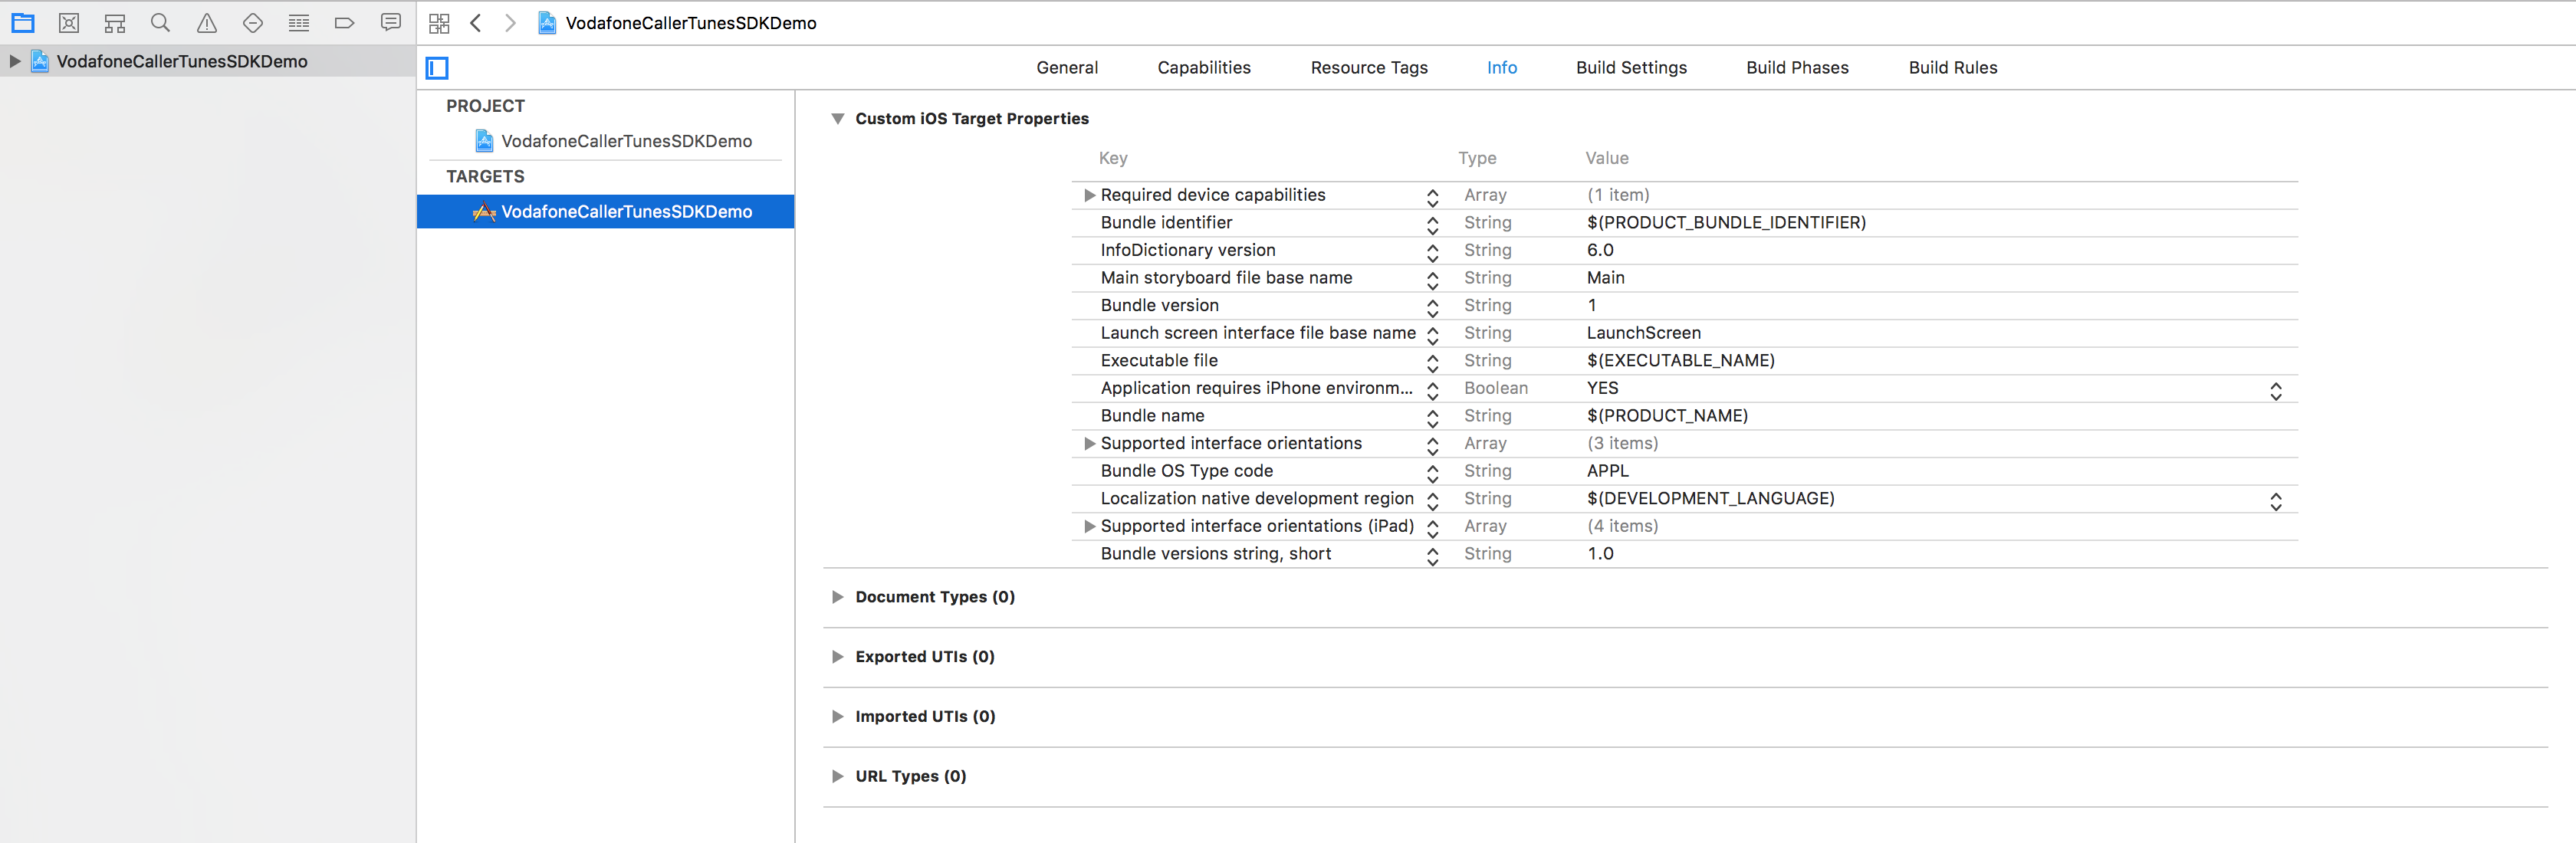 VodafoneCallerTunesSDKDemo
VodafoneCallerTunesSDKDemo
General Capabilities Resource Tags Info Build Settings Build Phases Build Rules
PROJECT
VodafoneCallerTunesSDKDemo
TARGETS
VodafoneCallerTunesSDKDemo
Custom iOS Target Properties
Key Type Value
Required device capabilities Array (1 item)
Bundle identifier String $(PRODUCT_BUNDLE_IDENTIFIER)
InfoDictionary version String 6.0
Main storyboard file base name String Main
Bundle version String 1
Launch screen interface file base name String LaunchScreen
Executable file String $(EXECUTABLE_NAME)
Application requires iPhone environm... Boolean YES
Bundle name String $(PRODUCT_NAME)
Supported interface orientations Array (3 items)
Bundle OS Type code String APPL
Localization native development region String $(DEVELOPMENT_LANGUAGE)
Supported interface orientations (iPad) Array (4 items)
Bundle versions string, short String 1.0
Document Types (0)
Exported UTIs (0)
Imported UTIs (0)
URL Types (0)